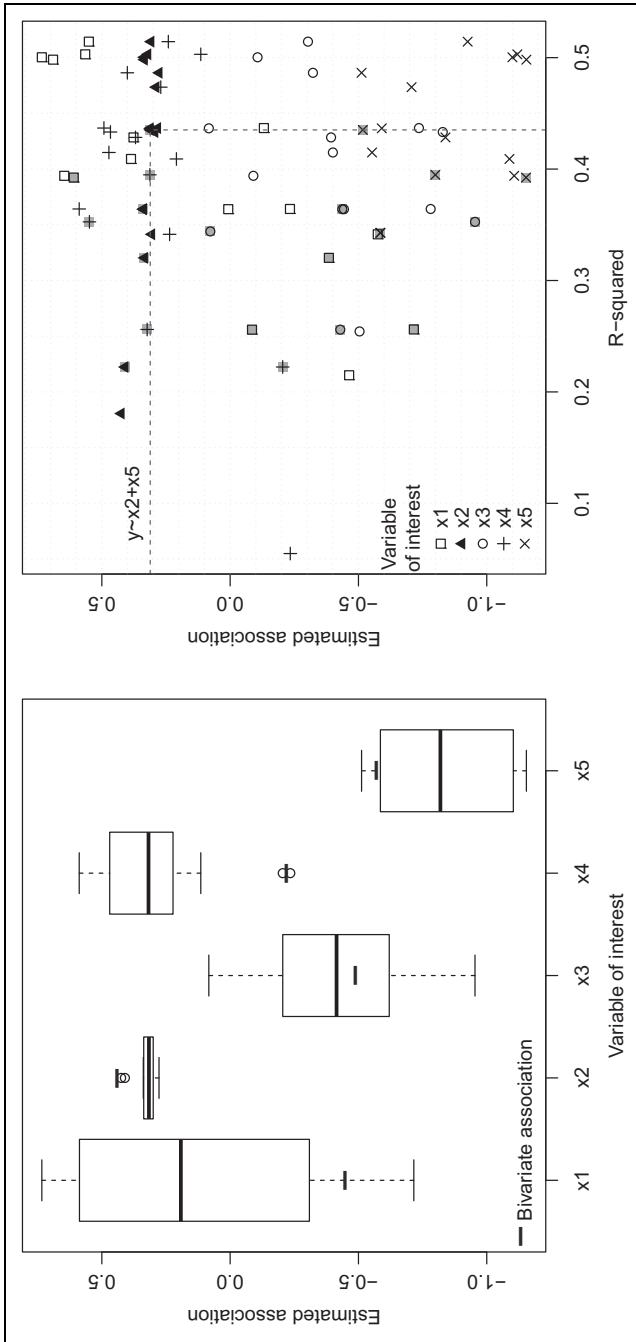 0.5
0.0
−0.5
−1.0
Estimated association
x1
x2
x3
x4
x5
Variable of interest
Bivariate association
0.5
0.0
−0.5
−1.0
Estimated association
0.1
0.2
0.3
0.4
0.5
R−squared
y~x2+x5
Variable
of interest
x1
x2
x3
x4
x5